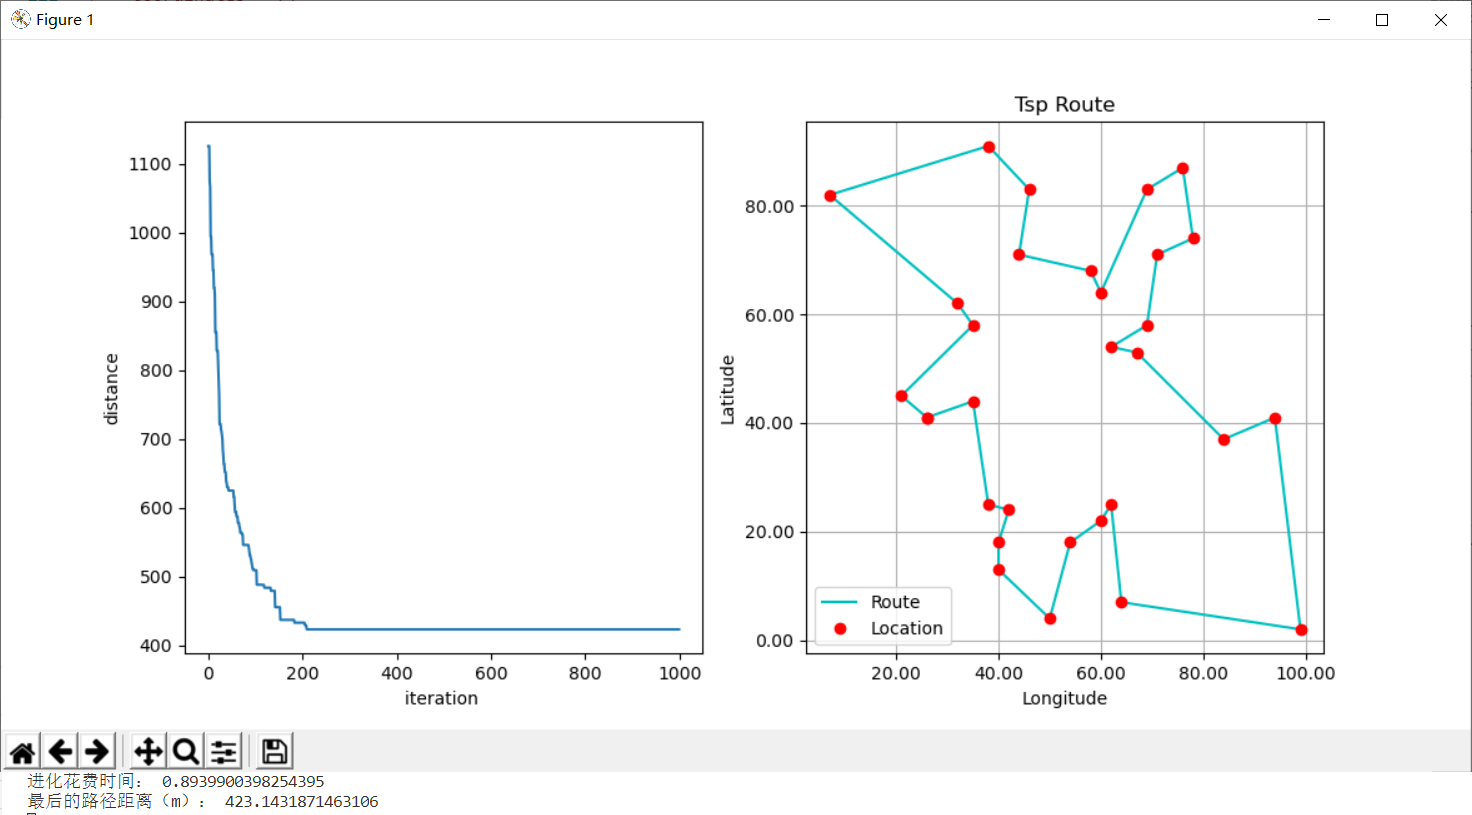 Figure 1
Tsp Route
1100
1000
900
800
700
600
500
400
distance
0 200 400 600 800 1000
iteration
80.00
60.00
40.00
20.00
0.00
Latitude
Route
Location
20.00 40.00 60.00 80.00 100.00
Longitude
进化花费时间: 0.8939900398254395
最后的路径距离（m）: 423.1431871463106